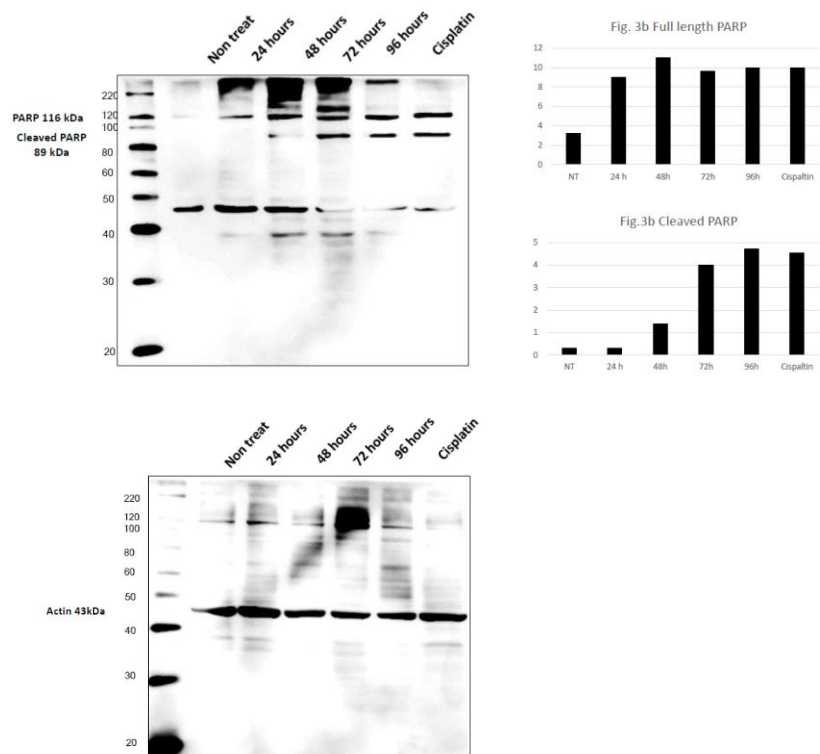 Non treat
24 hours
48 hours
72 hours
96 hours
Cisplatin
220
PARP 116 kDa
120
100
Cleaved PARP
89 kDa
80
60
50
40
30
20
Fig. 3b Full length PARP
12
10
8
6
4
2
0
NT 24 h 48h 72h 96h Cispaltin
Fig.3b Cleaved PARP
5
4
3
2
1
0
NT 24 h 48h 72h 96h Cispaltin
Non treat
24 hours
48 hours
72 hours
96 hours
Cisplatin
220
120
100
80
60
50
Actin 43kDa
40
30
20